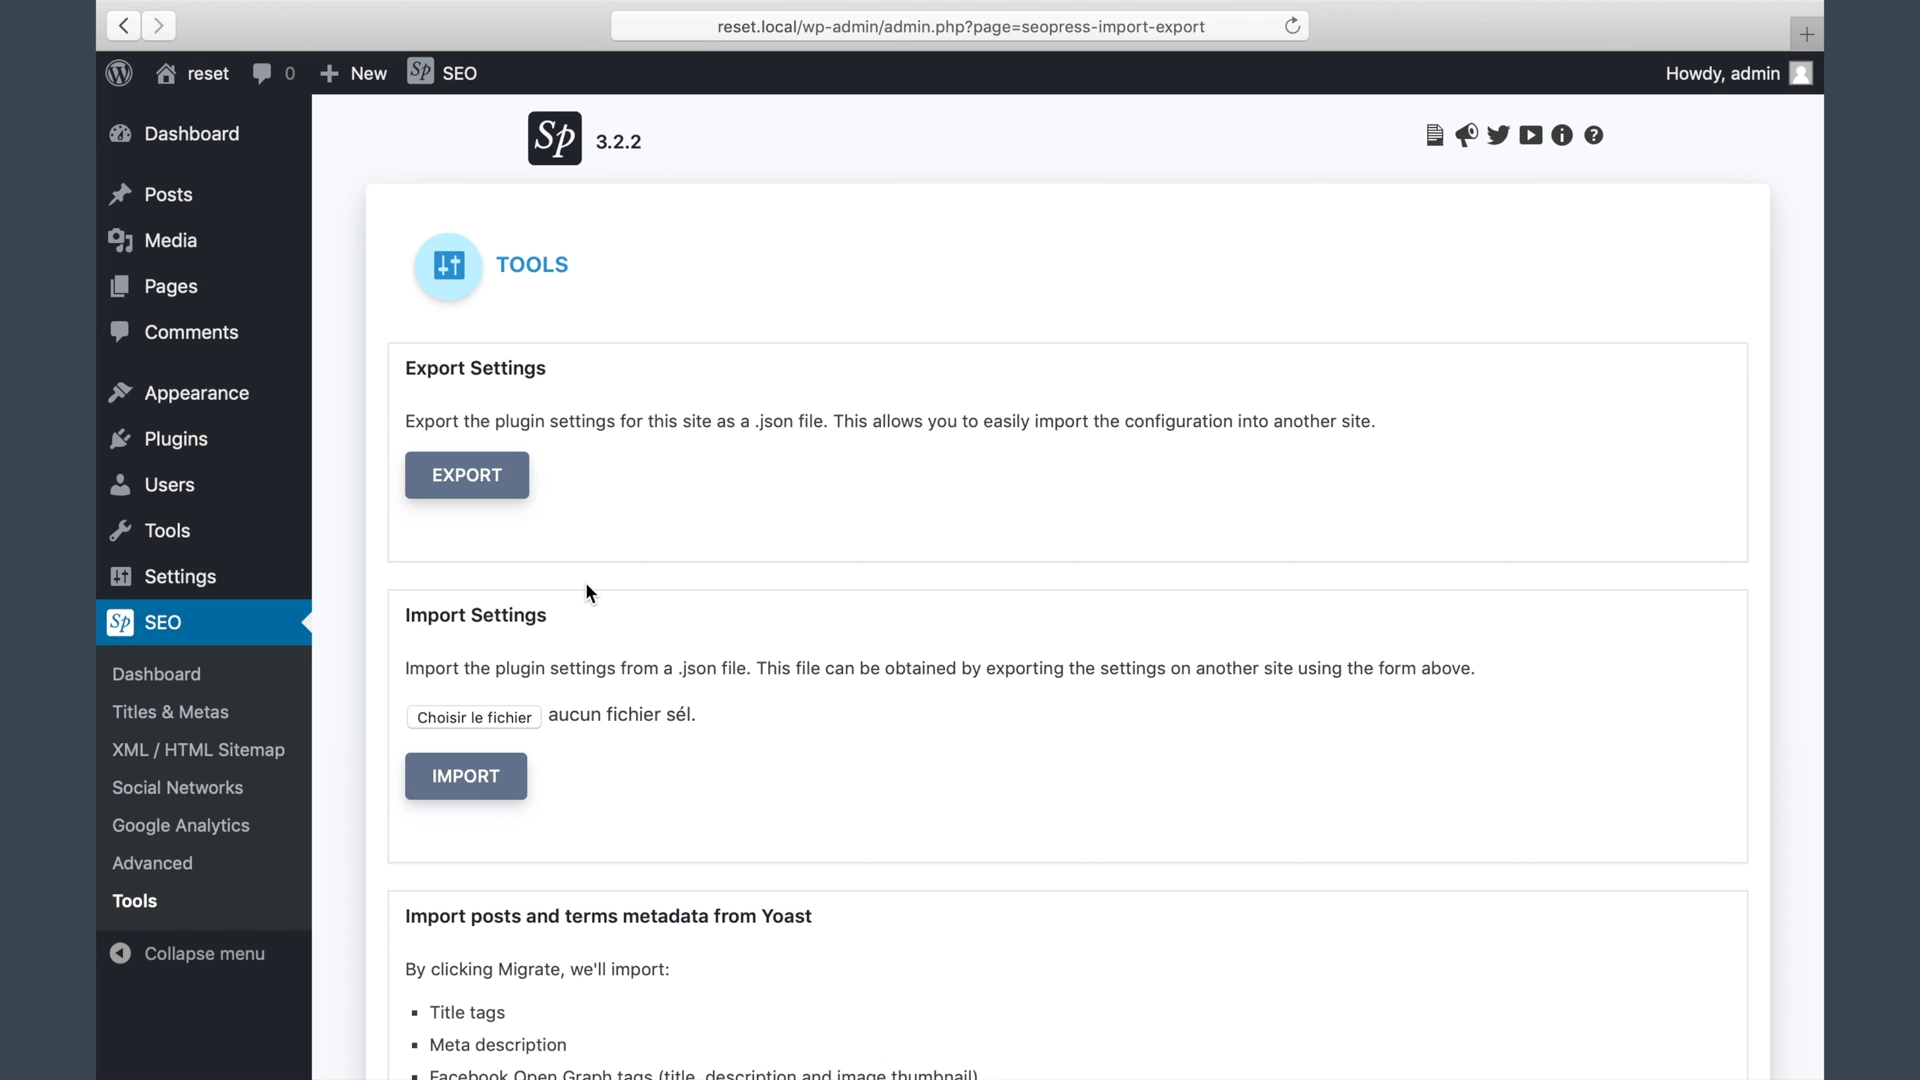 reset.local/wp-admin/admin.php?page=seopress-import-export
reset
0
New
Sp
SEO
Howdy, admin
Dashboard
Posts
Media
Pages
Comments
Appearance
Plugins
Users
Tools
Settings
Sp
SEO
Dashboard
Titles & Metas
XML / HTML Sitemap
Social Networks
Google Analytics
Advanced
Tools
Collapse menu
Sp
3.2.2
TOOLS
Export Settings
Export the plugin settings for this site as a .json file. This allows you to easily import the configuration into another site.
EXPORT
Import Settings
Import the plugin settings from a .json file. This file can be obtained by exporting the settings on another site using the form above.
Choisir le fichier aucun fichier sél.
IMPORT
Import posts and terms metadata from Yoast
By clicking Migrate, we'll import:
Title tags
Meta description
Facebook Open Graph tags (title, description and image thumbnail)